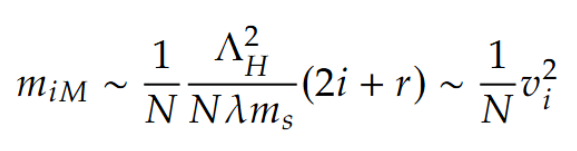 m_{iM} \sim \frac{1}{N} \frac{\Lambda_H^2}{N \lambda m_s} (2i + r) \sim \frac{1}{N} v_i^2